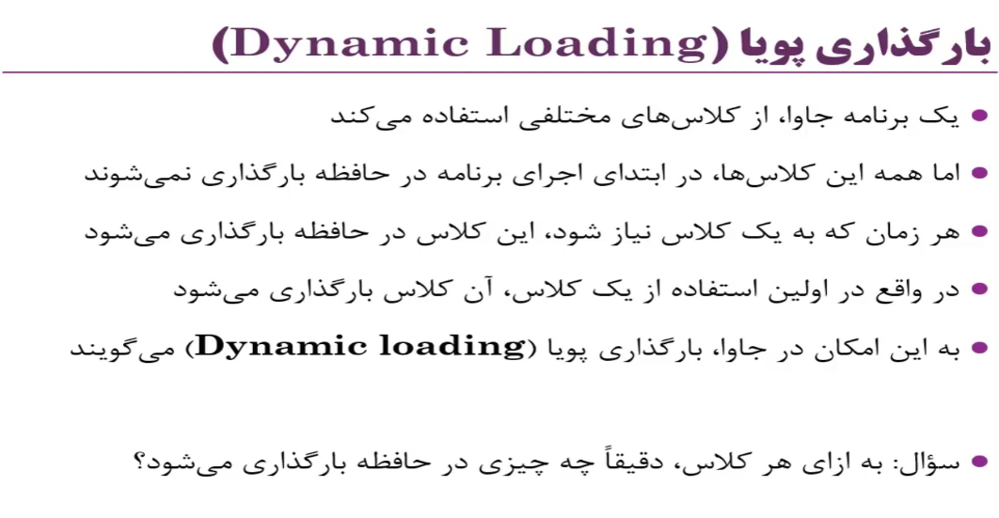 بارگذاری پویا (Dynamic Loading)
● یک برنامه جاوا، از کلاس‌های مختلفی استفاده می‌کند
● اما همه این کلاس‌ها، در ابتدای اجرای برنامه در حافظه بارگذاری نمی‌شوند
● هر زمان که به یک کلاس نیاز شود، این کلاس در حافظه بارگذاری می‌شود
● در واقع در اولین استفاده از یک کلاس، آن کلاس بارگذاری می‌شود
● به این امکان در جاوا، بارگذاری پویا (Dynamic loading) می‌گویند
● سؤال: به ازای هر کلاس، دقیقاً چه چیزی در حافظه بارگذاری می‌شود؟